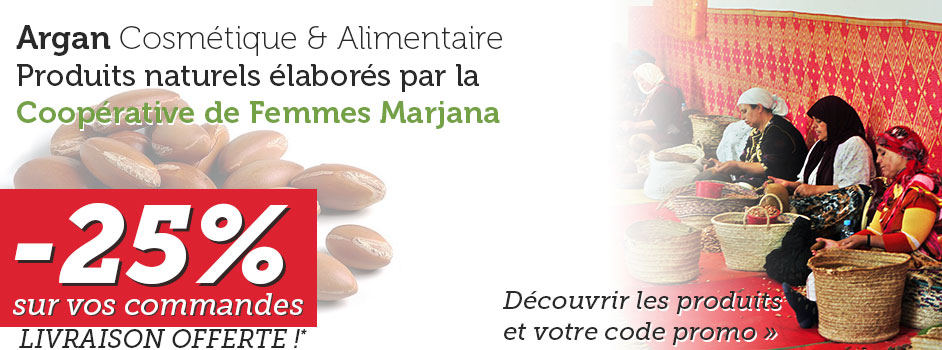 Argan Cosmétique & Alimentaire
Produits naturels élaborés par la
Coopérative de Femmes Marjana
-25%
sur vos commandes
LIVRAISON OFFERTE !*
Découvrir les produits
et votre code promo »